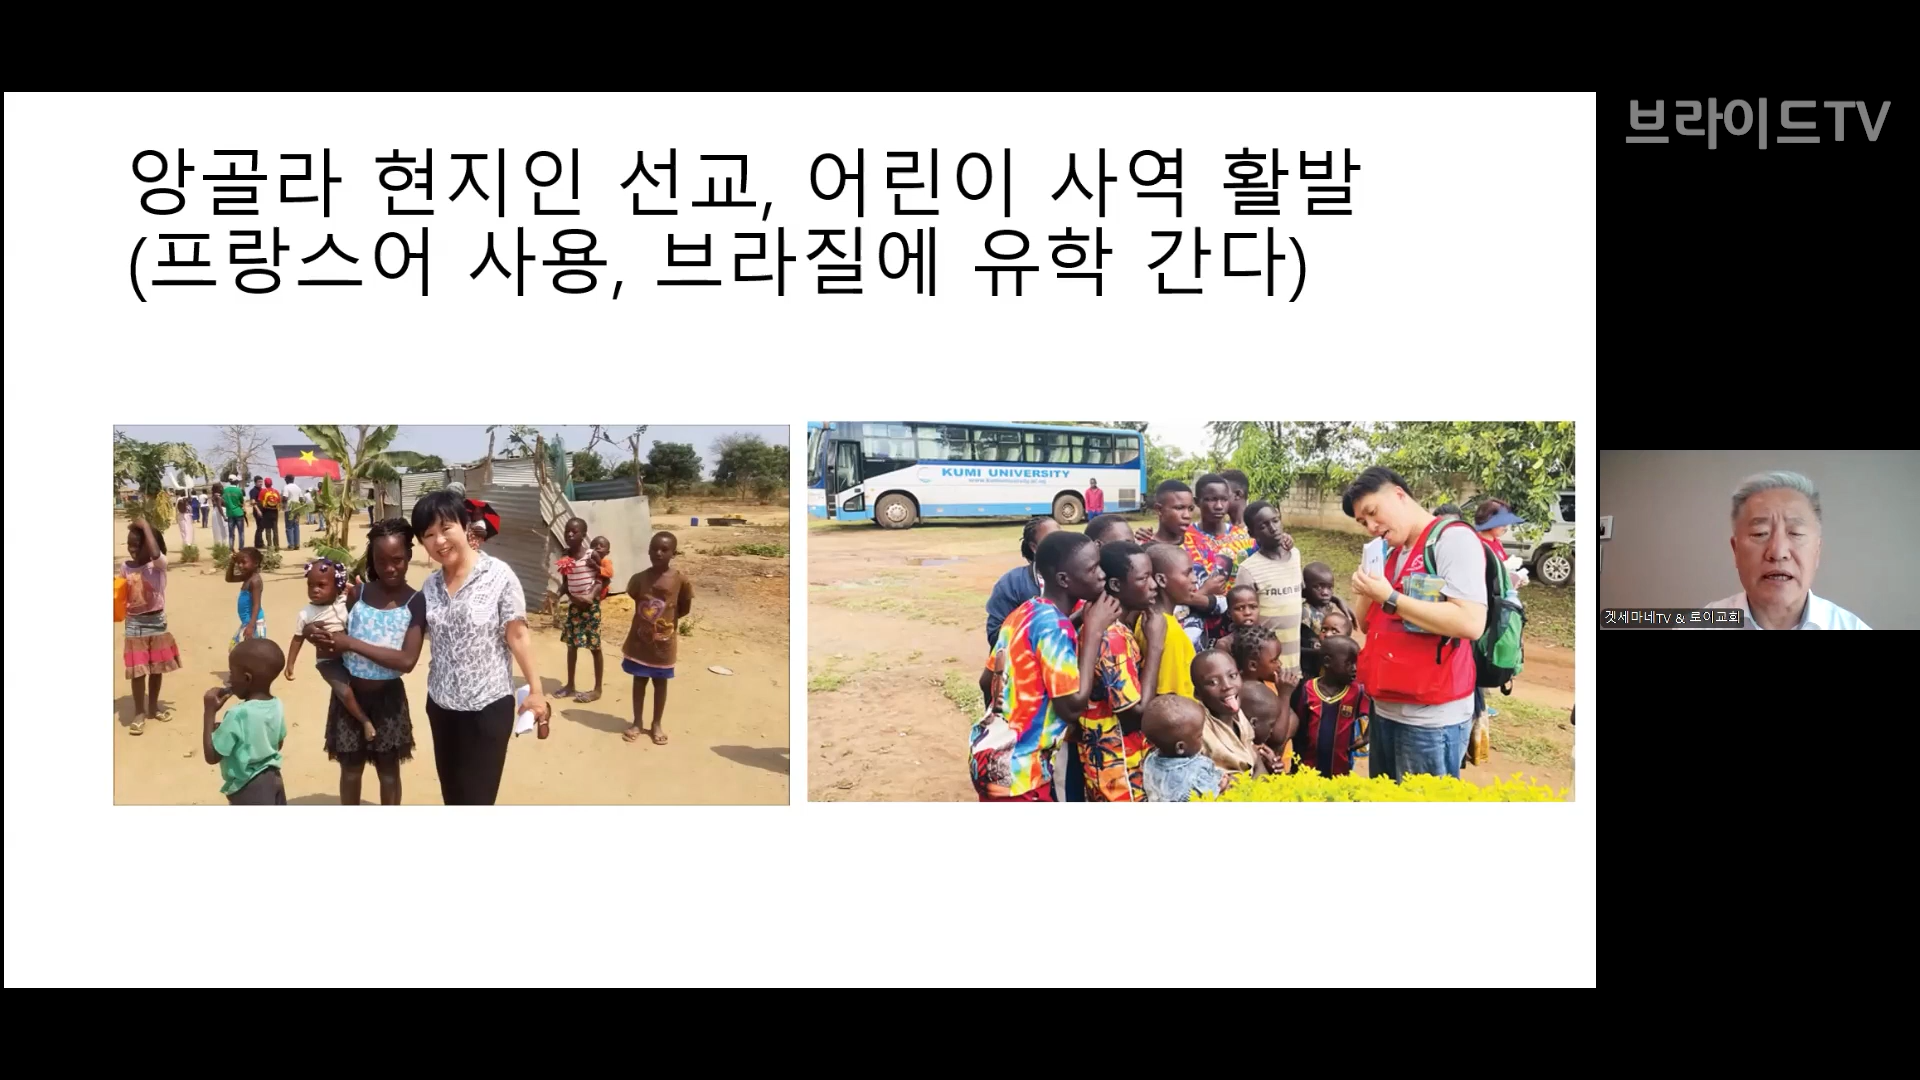 브라이드TV
앙골라 현지인 선교, 어린이 사역 활발
(프랑스어 사용, 브라질에 유학 간다)
KUMI UNIVERSITY
TALEN
겟세마네TV & 로이교회